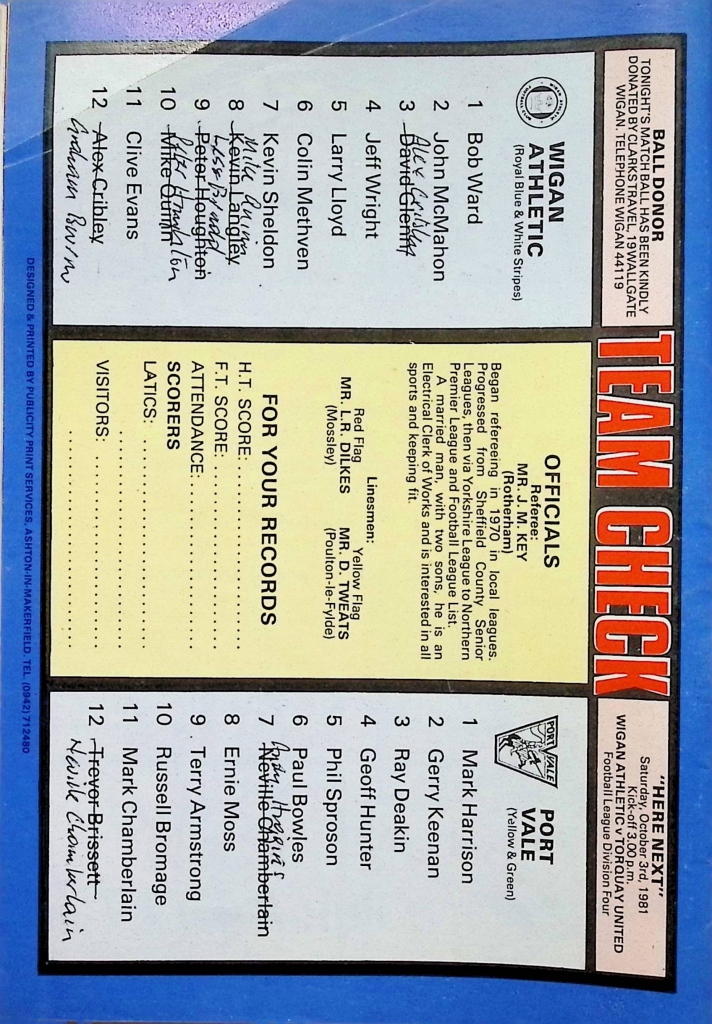 BALL DONOR
TONIGHT'S MATCH BALL HAS BEEN KINDLY
DONATED BY CLARKS TRAVEL, 19 WALLGATE
WIGAN. TELEPHONE WIGAN 44119
TEAM CHECK
"HERE NEXT"
Saturday, October 3rd, 1981
Kick-off 3.00 p.m.
WIGAN ATHLETIC v TORQUAY UNITED
Football League Division Four
WIGAN
ATHLETIC
(Royal Blue & White Stripes)
1 Bob Ward
2 John McMahon
Alex Cribley
3 David Glenn
4 Jeff Wright
5 Larry Lloyd
6 Colin Methven
7 Kevin Sheldon
Mike Quinn
8 Kevin Langley
Les Bradd
9 Peter Houghton
Peter Houghton
10 Mike Quinn
11 Clive Evans
12 Alex Cribley
Graham Barrow
OFFICIALS
Referee:
MR. J. M. KEY
(Rotherham)
Began refereeing in 1970 in local leagues.
Progressed from Sheffield County Senior
Leagues, then via Yorkshire League to Northern
Premier League and Football League List.
A married man, with two sons, he is an
Electrical Clerk of Works and is interested in all
sports and keeping fit.
Linesmen:
Red Flag Yellow Flag
MR. L.R. DILKES MR. D. TWEATS
(Mossley) (Poulton-le-Fylde)
FOR YOUR RECORDS
H.T. SCORE:
F.T. SCORE:
ATTENDANCE:
SCORERS
LATICS:
VISITORS:
PORT VALE
PORT
VALE
(Yellow & Green)
1 Mark Harrison
2 Gerry Keenan
3 Ray Deakin
4 Geoff Hunter
5 Phil Sproson
6 Paul Bowles
Andy Higgins
7 Neville Chamberlain
8 Ernie Moss
9 Terry Armstrong
10 Russell Bromage
11 Mark Chamberlain
12 Trevor Brissett
Neville Chamberlain
DESIGNED & PRINTED BY PUBLICITY PRINT SERVICES, ASHTON-IN-MAKERFIELD. TEL. (0942) 712480